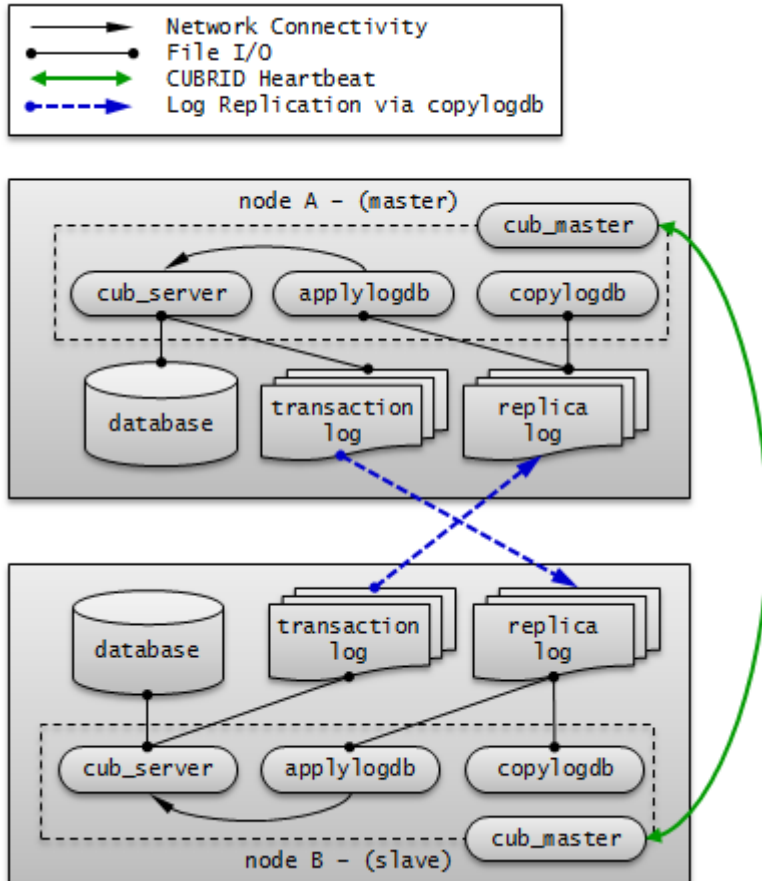 Network Connectivity
File I/O
CUBRID Heartbeat
Log Replication via copylogdb
node A - (master)
cub_master
cub_server
applylogdb
copylogdb
database
transaction
log
replica
log
database
transaction
log
replica
log
cub_server
applylogdb
copylogdb
cub_master
node B - (slave)